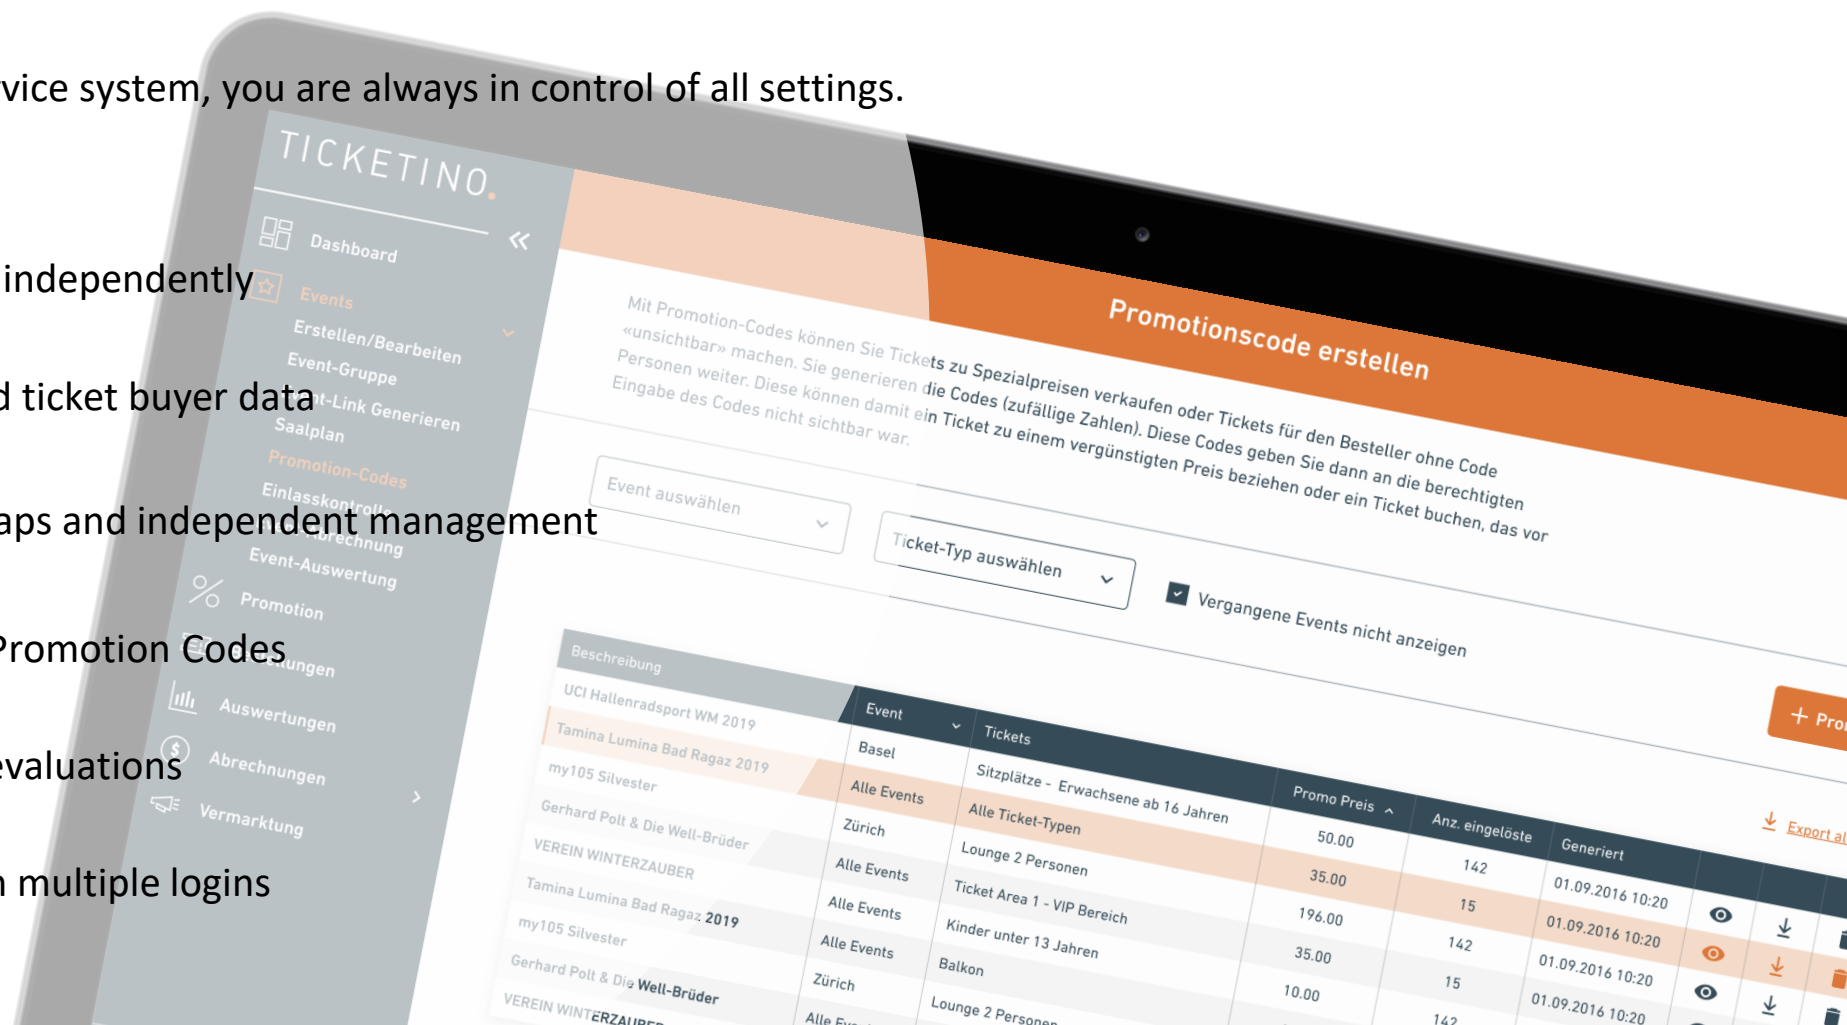 vice system, you are always in control of all settings.
independently
d ticket buyer data
aps and independent management
Promotion Codes
evaluations
n multiple logins
TICKETINO.
Dashboard
Events
Erstellen/Bearbeiten
Event-Gruppe
Event-Link Generieren
Saalplan
Promotion-Codes
Einlasskontrolle
Event-Auswertung
Promotion
Bestellungen
Auswertungen
Abrechnungen
Vermarktung
Promotionscode erstellen
Mit Promotion-Codes können Sie Tickets zu Spezialpreisen verkaufen oder Tickets für den Besteller ohne Code
«unsichtbar» machen. Sie generieren die Codes (zufällige Zahlen). Diese Codes geben Sie dann an die berechtigten
Personen weiter. Diese können damit ein Ticket zu einem vergünstigten Preis beziehen oder ein Ticket buchen, das vor
Eingabe des Codes nicht sichtbar war.
Event auswählen
Ticket-Typ auswählen
Vergangene Events nicht anzeigen
+ Pro
Export al
Beschreibung Event Tickets Promo Preis Anz. eingelöste Generiert
UCI Hallenradsport WM 2019 Basel Sitzplätze - Erwachsene ab 16 Jahren 50.00 142 01.09.2016 10:20
Tamina Lumina Bad Ragaz 2019 Alle Events Alle Ticket-Typen 35.00 15 01.09.2016 10:20
my105 Silvester Zürich Lounge 2 Personen 196.00 142 01.09.2016 10:20
Gerhard Polt & Die Well-Brüder Alle Events Ticket Area 1 - VIP Bereich 35.00 15 01.09.2016 10:20
VEREIN WINTERZAUBER Alle Events Kinder unter 13 Jahren 10.00 142
Tamina Lumina Bad Ragaz 2019 Alle Events Balkon
my105 Silvester Zürich Lounge 2 Personen
Gerhard Polt & Die Well-Brüder Alle
VEREIN WINTERZAUBER